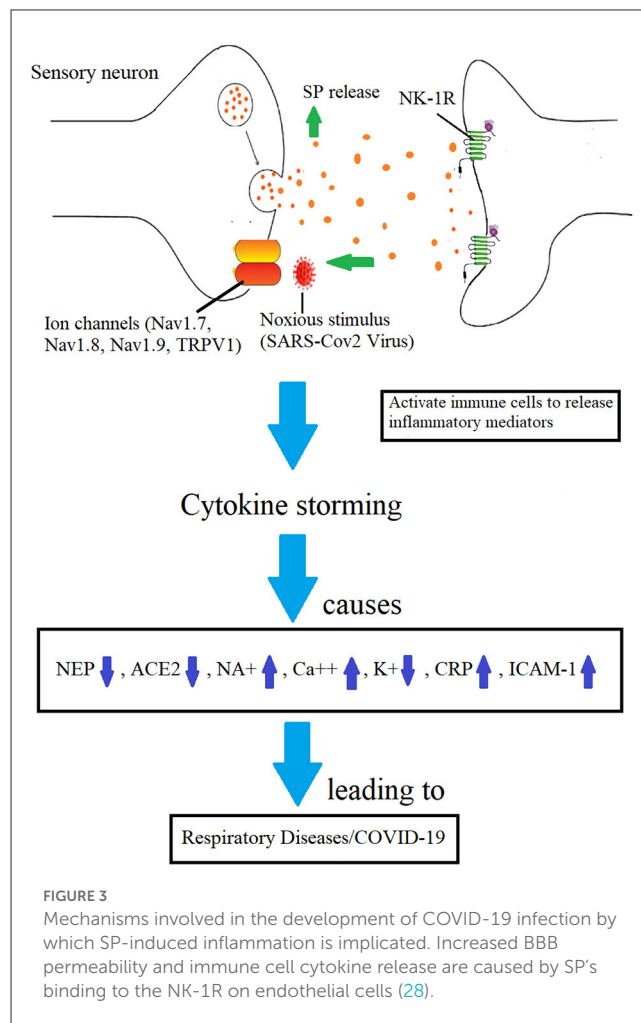 Sensory neuron
SP release
NK-1R
Ion channels (Nav1.7,
Nav1.8, Nav1.9, TRPV1)
Noxious stimulus
(SARS-Cov2 Virus)
Activate immune cells to release
inflammatory mediators
Cytokine storming
causes
NEP , ACE2 , NA+ , Ca++ , K+ , CRP , ICAM-1
leading to
Respiratory Diseases/COVID-19
FIGURE 3
Mechanisms involved in the development of COVID-19 infection by
which SP-induced inflammation is implicated. Increased BBB
permeability and immune cell cytokine release are caused by SP's
binding to the NK-1R on endothelial cells (28).